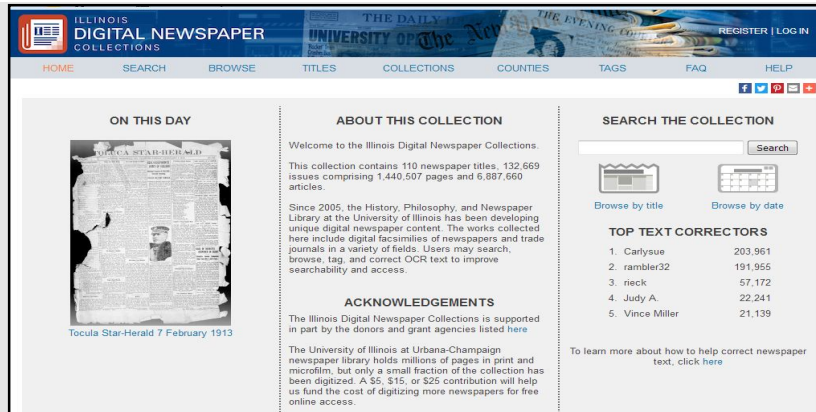 ILLINOIS
DIGITAL NEWSPAPER
COLLECTIONS
THE DAILY
UNIVERSITY OF
The News
THE EVENING
REGISTER | LOG IN
HOME SEARCH BROWSE TITLES COLLECTIONS COUNTIES TAGS FAQ HELP
ON THIS DAY
TOLUCA STAR-HERALD
Tocula Star-Herald 7 February 1913
ABOUT THIS COLLECTION
Welcome to the Illinois Digital Newspaper Collections.
This collection contains 110 newspaper titles, 132,669
issues comprising 1,440,507 pages and 6,887,660
articles.
Since 2005, the History, Philosophy, and Newspaper
Library at the University of Illinois has been developing
unique digital newspaper content. The works collected
here include digital facsimilies of newspapers and trade
journals in a variety of fields. Users may search,
browse, tag, and correct OCR text to improve
searchability and access.
ACKNOWLEDGEMENTS
The Illinois Digital Newspaper Collections is supported
in part by the donors and grant agencies listed here
The University of Illinois at Urbana-Champaign
newspaper library holds millions of pages in print and
microfilm, but only a small fraction of the collection has
been digitized. A $5, $15, or $25 contribution will help
us fund the cost of digitizing more newspapers for free
online access.
SEARCH THE COLLECTION
Search
Browse by title Browse by date
TOP TEXT CORRECTORS
1. Carlysue 203,961
2. rambler32 191,955
3. rieck 57,172
4. Judy A. 22,241
5. Vince Miller 21,139
To learn more about how to help correct newspaper
text, click here